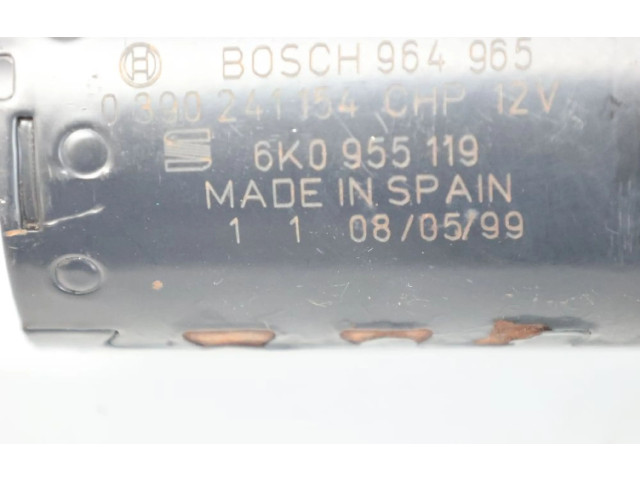 BOSCH 964 965
0 390 241 154 CHP 12V
6K0 955 119
MADE IN SPAIN
1 1 08/05/99